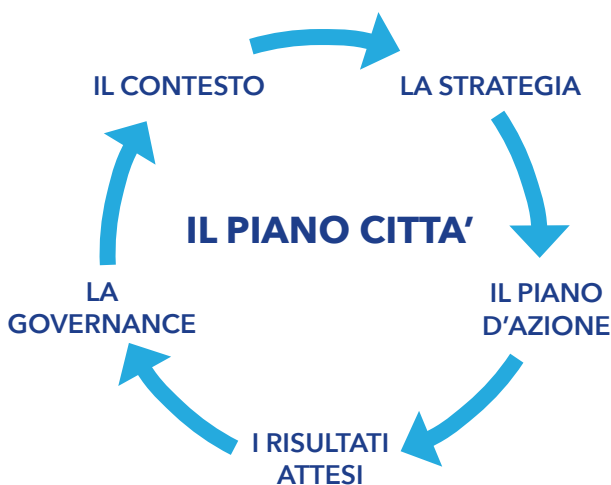 IL CONTESTO
LA STRATEGIA
IL PIANO CITTA'
LA
GOVERNANCE
IL PIANO
D'AZIONE
I RISULTATI
ATTESI